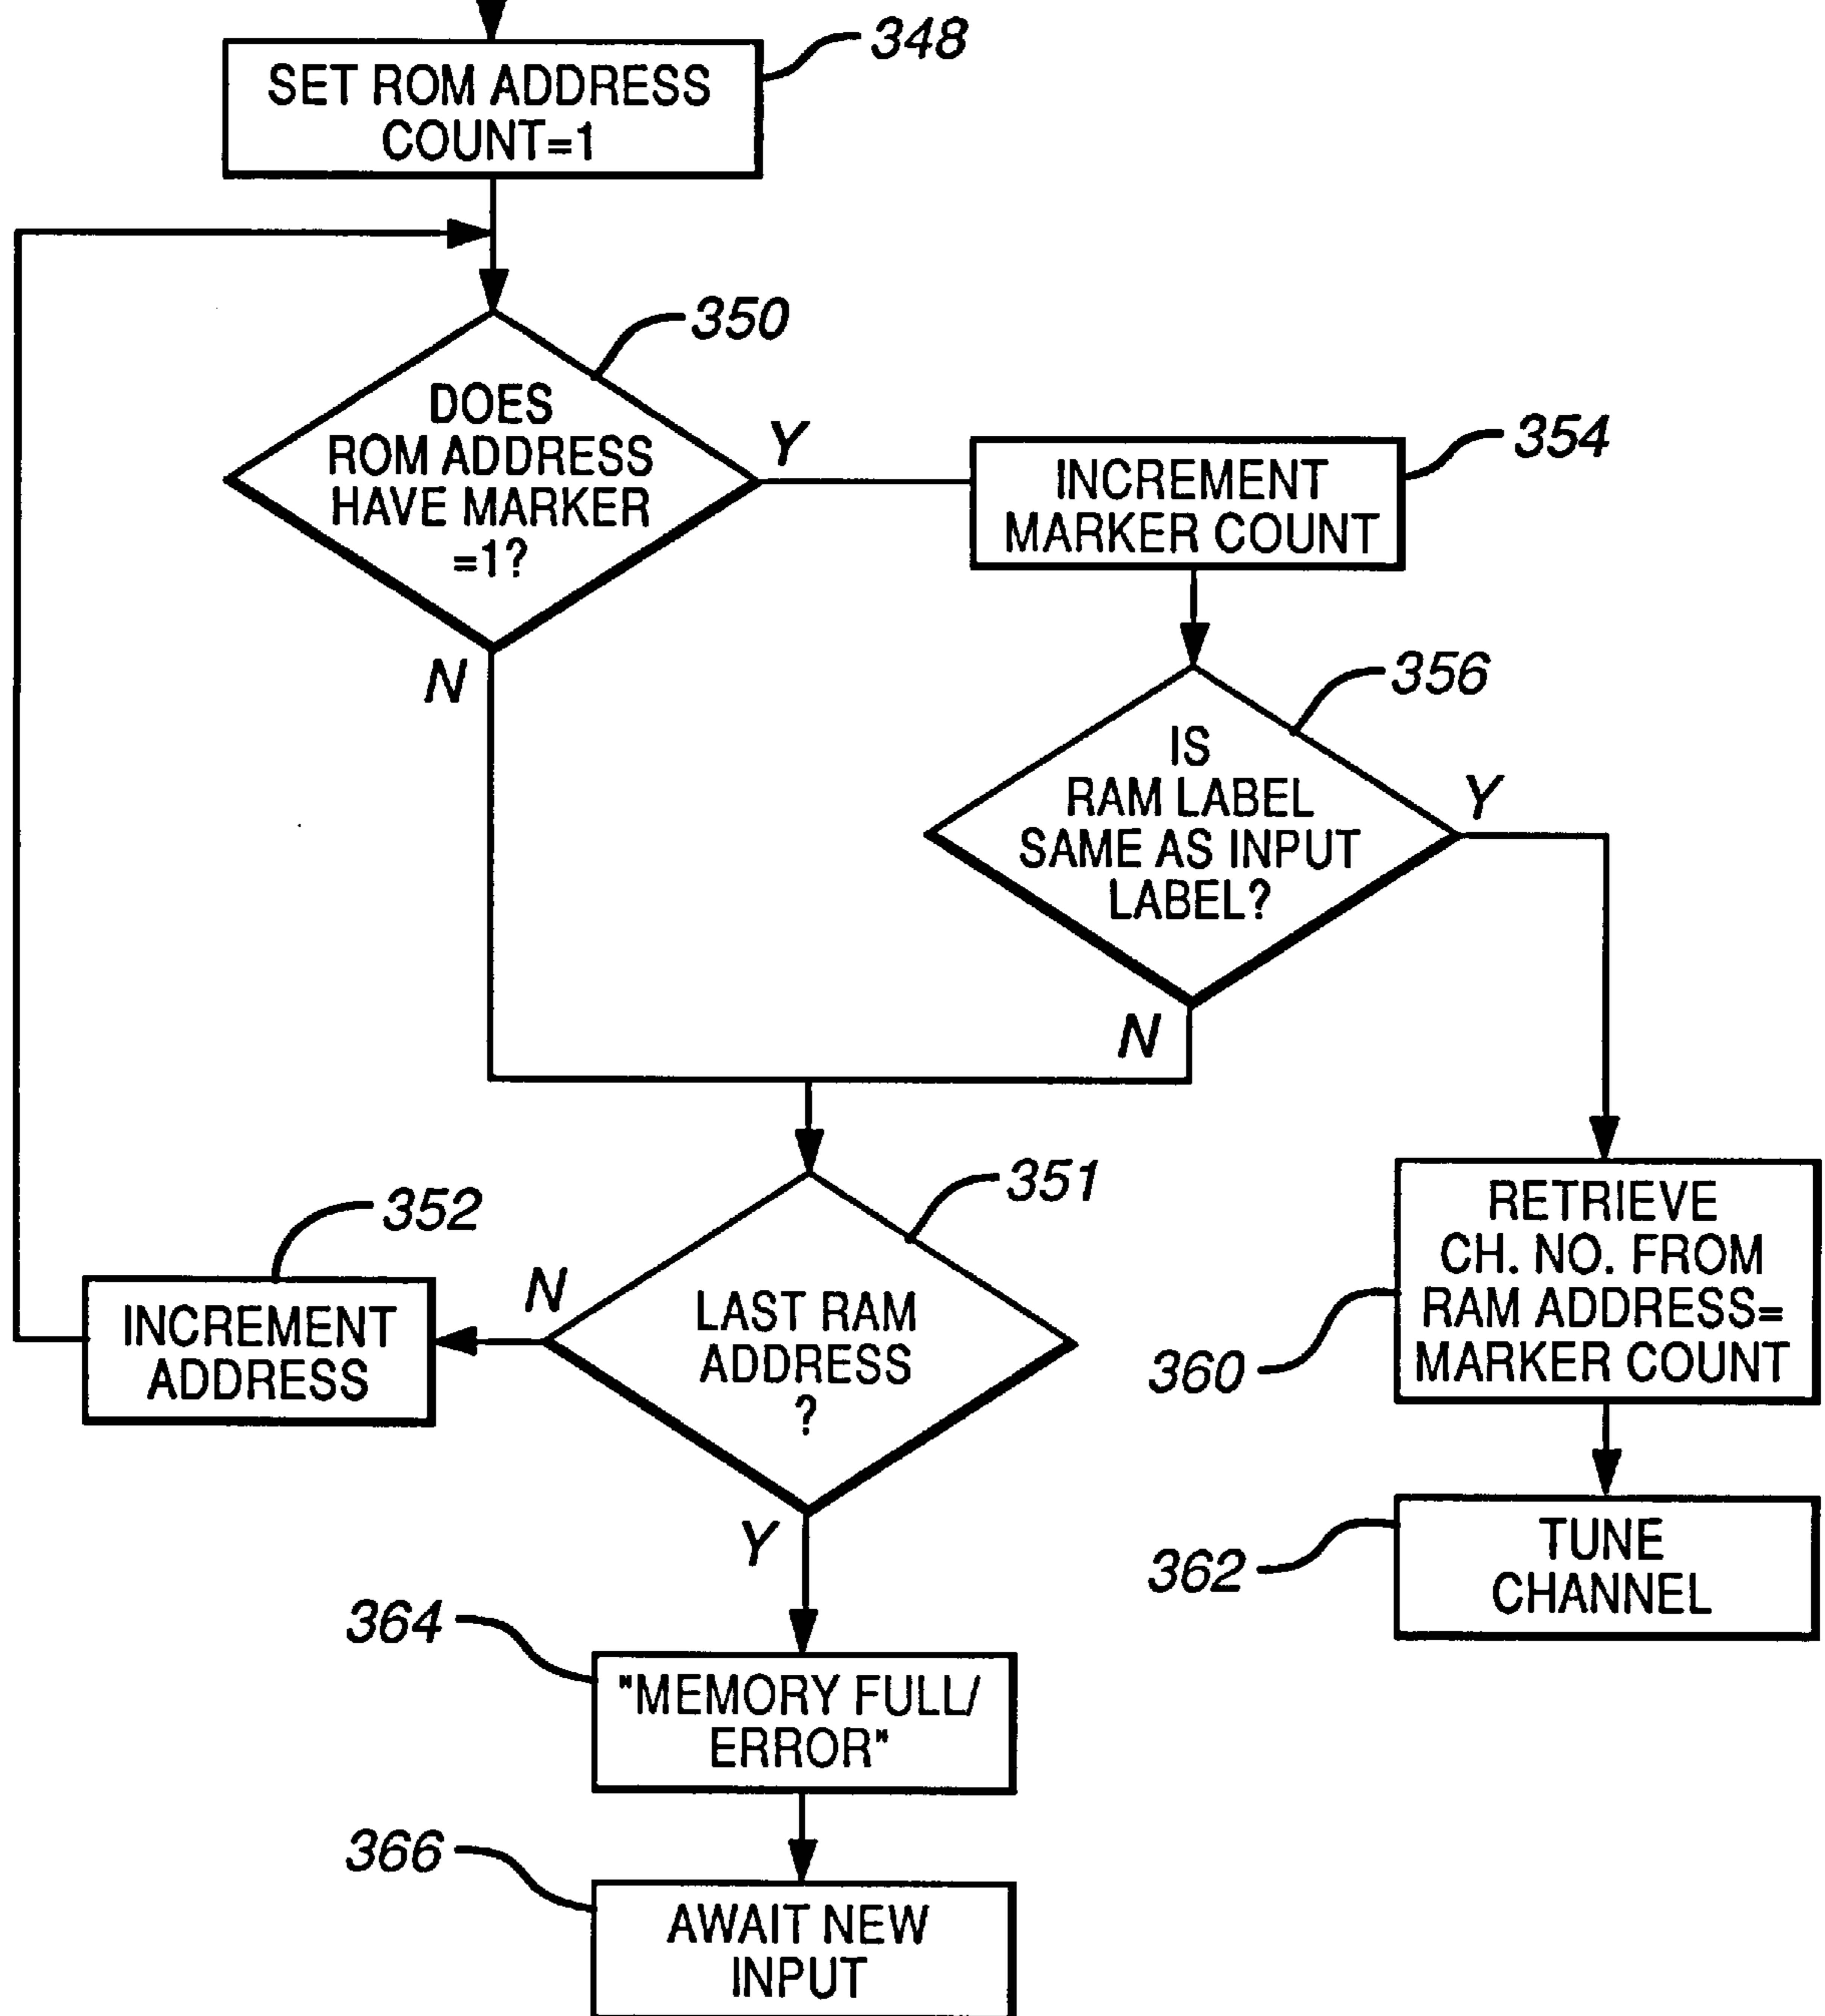 348
SET ROM ADDRESS
COUNT=1
350
DOES
ROM ADDRESS
HAVE MARKER
=1?
Y
N
354
INCREMENT
MARKER COUNT
356
IS
RAM LABEL
SAME AS INPUT
LABEL?
Y
N
351
LAST RAM
ADDRESS
?
N
Y
352
INCREMENT
ADDRESS
360
RETRIEVE
CH. NO. FROM
RAM ADDRESS=
MARKER COUNT
362
TUNE
CHANNEL
364
"MEMORY FULL/
ERROR"
366
AWAIT NEW
INPUT